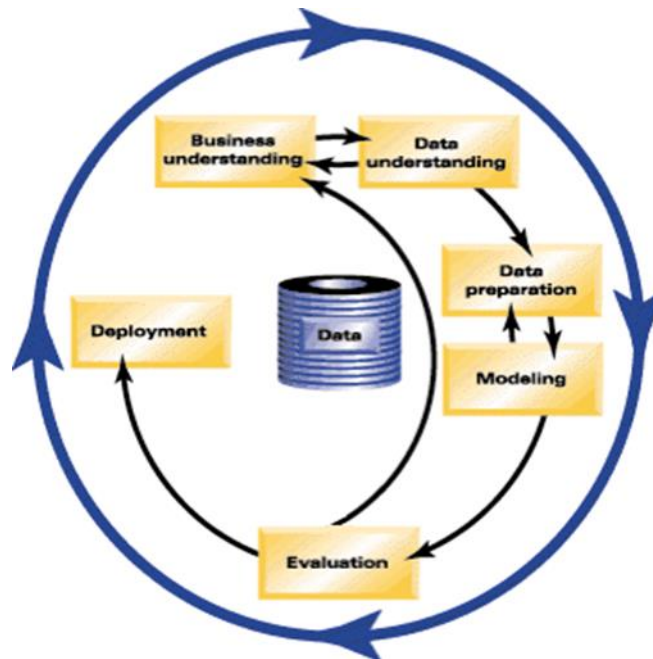 Business
understanding
Data
understanding
Data
preparation
Deployment
Data
Modeling
Evaluation